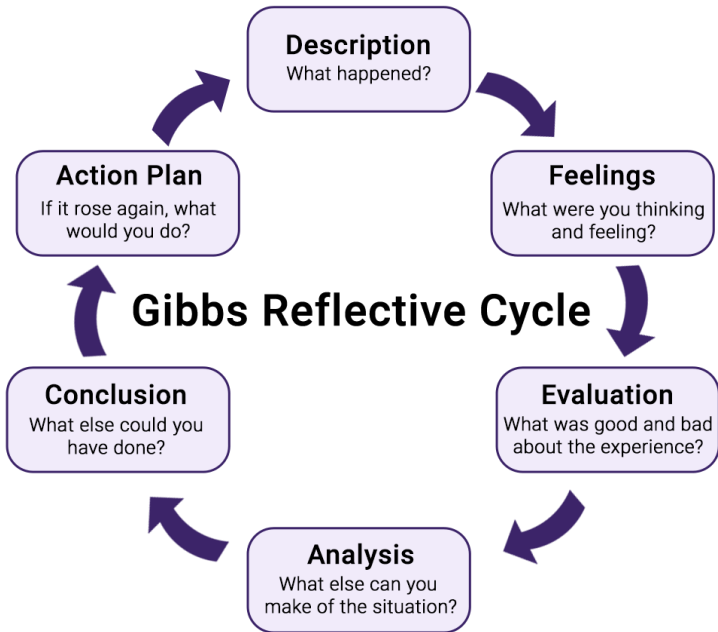 Description
What happened?
Feelings
What were you thinking
and feeling?
Evaluation
What was good and bad
about the experience?
Analysis
What else can you
make of the situation?
Conclusion
What else could you
have done?
Action Plan
If it rose again, what
would you do?
Gibbs Reflective Cycle